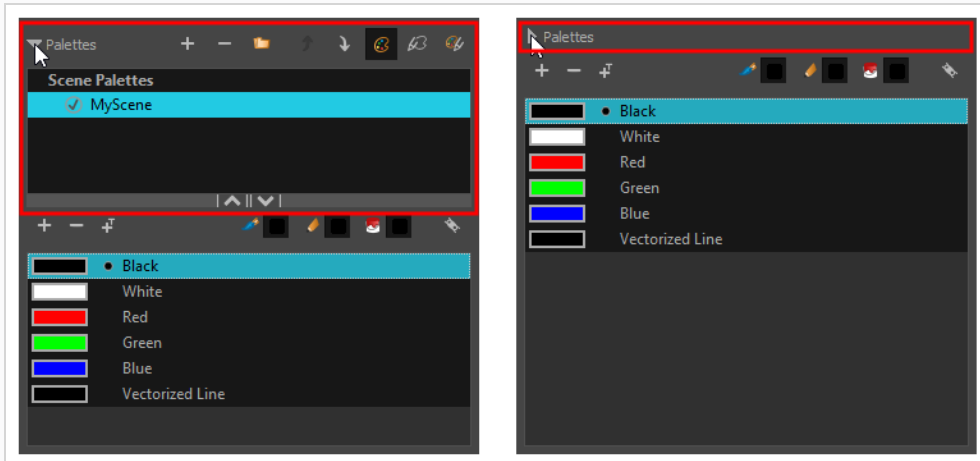 Palettes
Scene Palettes
MyScene
Black
White
Red
Green
Blue
Vectorized Line
Palettes
Black
White
Red
Green
Blue
Vectorized Line